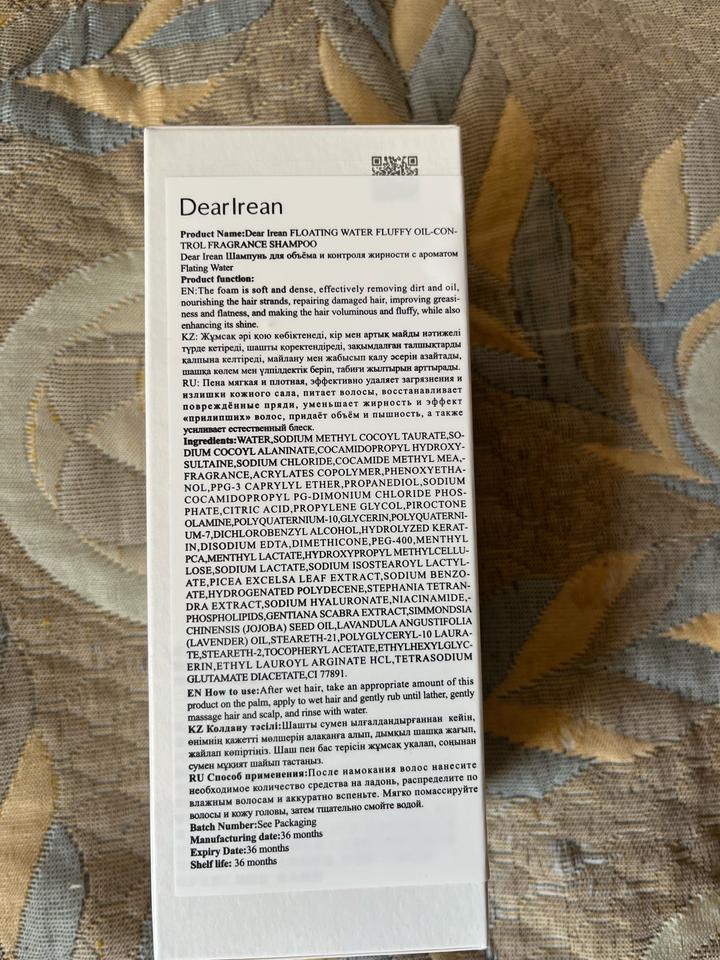 DearIrean
Product Name:Dear Irean FLOATING WATER FLUFFY OIL-CON-
TROL FRAGRANCE SHAMPOO
Dear Irean Шампунь для объёма и контроля жирности с ароматом
Flating Water
Product function:
EN:The foam is soft and dense, effectively removing dirt and oil,
nourishing the hair strands, repairing damaged hair, improving greasi-
ness and flatness, and making the hair voluminous and fluffy, while also
enhancing its shine.
KZ: Жұмсақ әрі қою көбіктенеді, кір мен артық майды нәтижелі
түрде кетіреді, шашты қоректендіреді, зақымдалған талшықтарды
қалпына келтіреді, майлану мен жабысып қалу әсерін азайтады,
шашқа көлем мен үлпілдектік беріп, табиғи жылтырын арттырады.
RU: Пена мягкая и плотная, эффективно удаляет загрязнения и
излишки кожного сала, питает волосы, восстанавливает
повреждённые пряди, уменьшает жирность и эффект
«прилипших» волос, придаёт объём и пышность, а также
усиливает естественный блеск.
Ingredients:WATER,SODIUM METHYL COCOYL TAURATE,SO-
DIUM COCOYL ALANINATE,COCAMIDOPROPYL HYDROXY-
SULTAINE,SODIUM CHLORIDE,COCAMIDE METHYL MEA,-
FRAGRANCE,ACRYLATES COPOLYMER,PHENOXYETHA-
NOL,PPG-3 CAPRYLYL ETHER,PROPANEDIOL,SODIUM
COCAMIDOPROPYL PG-DIMONIUM CHLORIDE PHOS-
PHATE,CITRIC ACID,PROPYLENE GLYCOL,PIROCTONE
OLAMINE,POLYQUATERNIUM-10,GLYCERIN,POLYQUATERNI-
UM-7,DICHLOROBENZYL ALCOHOL,HYDROLYZED KERAT-
IN,DISODIUM EDTA,DIMETHICONE,PEG-400,MENTHYL
PCA,MENTHYL LACTATE,HYDROXYPROPYL METHYLCELLU-
LOSE,SODIUM LACTATE,SODIUM ISOSTEAROYL LACTYL-
ATE,PICEA EXCELSA LEAF EXTRACT,SODIUM BENZO-
ATE,HYDROGENATED POLYDECENE,STEPHANIA TETRAN-
DRA EXTRACT,SODIUM HYALURONATE,NIACINAMIDE,-
PHOSPHOLIPIDS,GENTIANA SCABRA EXTRACT,SIMMONDSIA
CHINENSIS (JOJOBA) SEED OIL,LAVANDULA ANGUSTIFOLIA
(LAVENDER) OIL,STEARETH-21,POLYGLYCERYL-10 LAURA-
TE,STEARETH-2,TOCOPHERYL ACETATE,ETHYLHEXYLGLYC-
ERIN,ETHYL LAUROYL ARGINATE HCL,TETRASODIUM
GLUTAMATE DIACETATE,CI 77891.
EN How to use:After wet hair, take an appropriate amount of this
product on the palm, apply to wet hair and gently rub until lather, gently
massage hair and scalp, and rinse with water.
KZ Колдану тәсілі:Шашты сумен ылғалдандырғаннан кейін,
өнімнің қажетті мөлшерін алақанға алып, дымқыл шашқа жағып,
жайлап көпіртіңіз. Шаш пен бас терісін жұмсақ уқалап, соңынан
сумен мұқият шайып тастаңыз.
RU Способ применения:После намокания волос нанесите
необходимое количество средства на ладонь, распределите по
влажным волосам и аккуратно вспеньте. Мягко помассируйте
волосы и кожу головы, затем тщательно смойте водой.
Batch Number:See Packaging
Manufacturing date:36 months
Expiry Date:36 months
Shelf life: 36 months